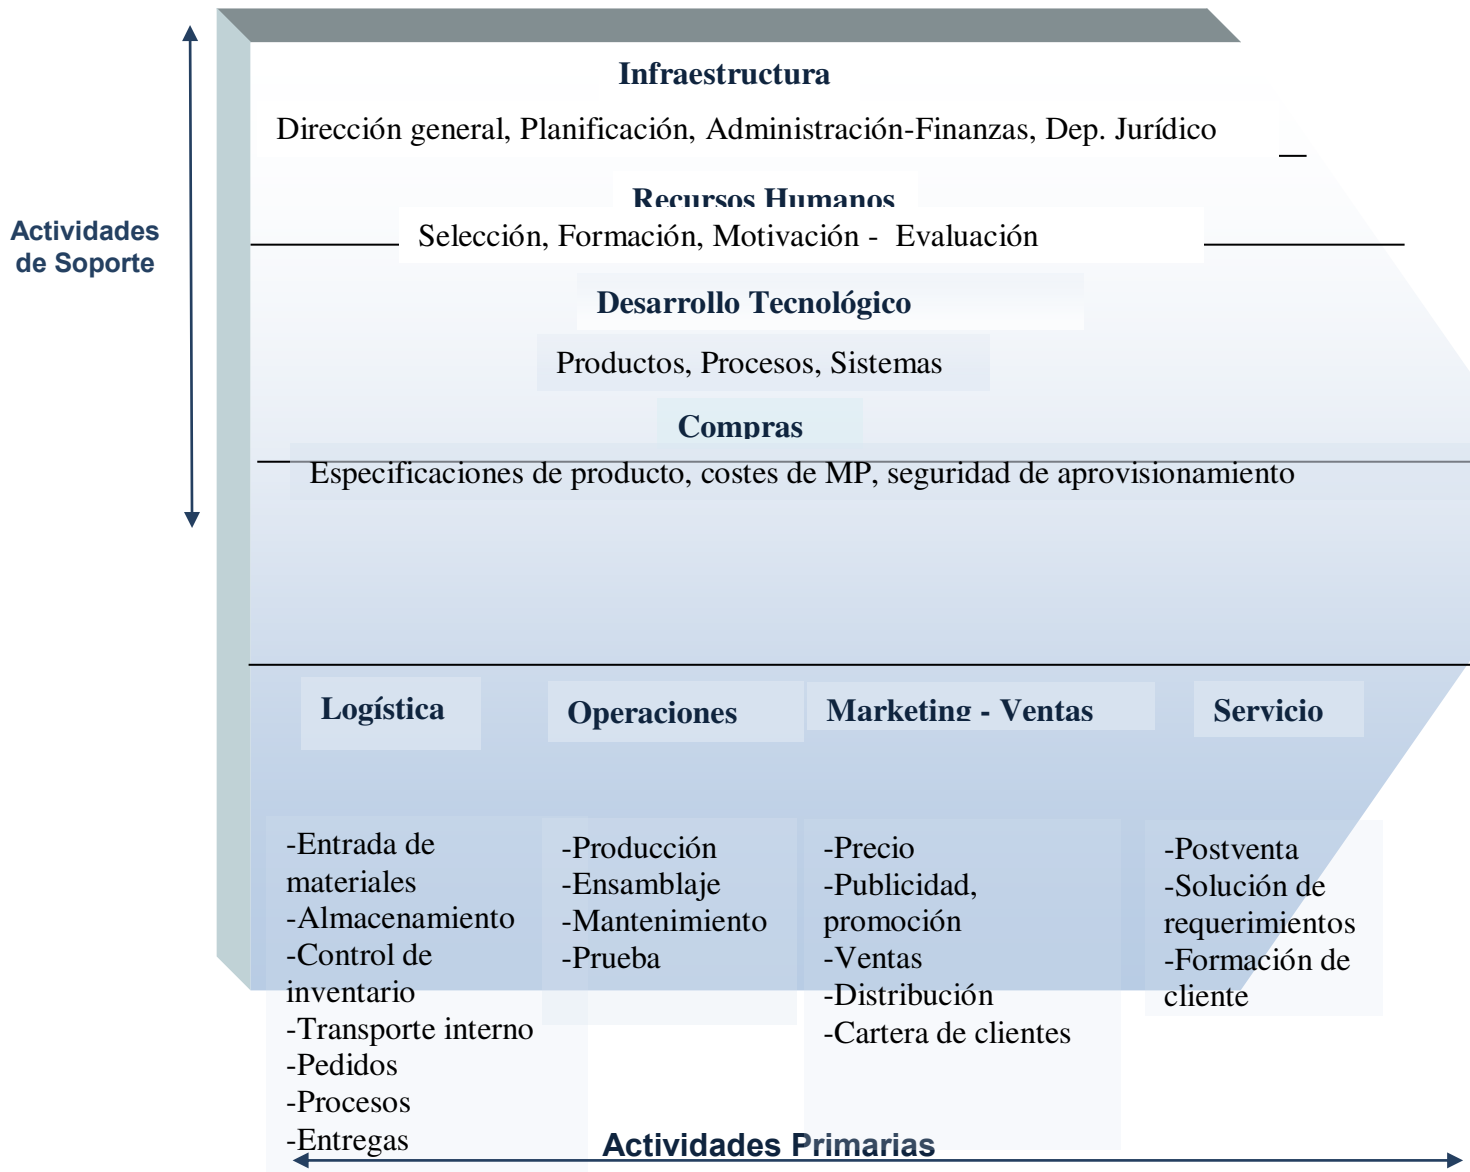 Infraestructura
Dirección general, Planificación, Administración-Finanzas, Dep. Jurídico
Recursos Humanos
Actividades
de Soporte
Selección, Formación, Motivación - Evaluación
Desarrollo Tecnológico
Productos, Procesos, Sistemas
Compras
Especificaciones de producto, costes de MP, seguridad de aprovisionamiento
Logística
Operaciones
Marketing - Ventas
Servicio
-Entrada de
materiales
-Almacenamiento
-Control de
inventario
-Transporte interno
-Pedidos
-Procesos
-Entregas
-Producción
-Ensamblaje
-Mantenimiento
-Prueba
-Precio
-Publicidad,
promoción
-Ventas
-Distribución
-Cartera de clientes
-Postventa
-Solución de
requerimientos
-Formación de
cliente
Actividades Primarias